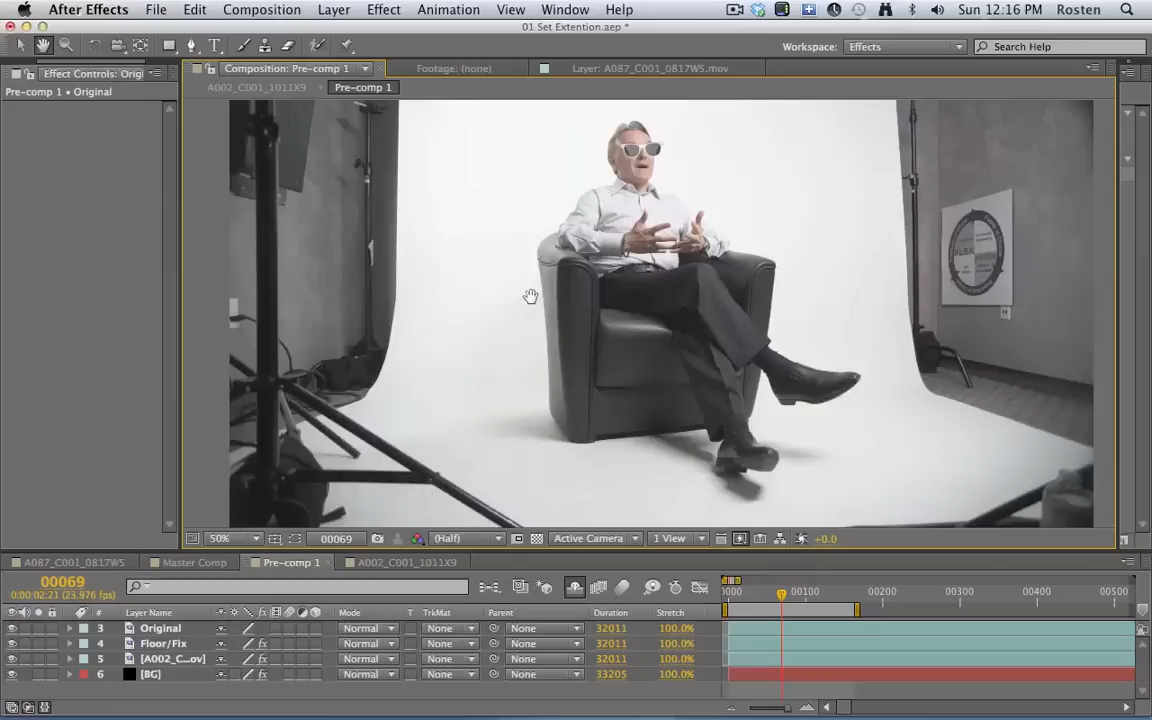 After Effects File Edit Composition Layer Effect Animation View Window Help Sun 12:16 PM Rosten
01 Set Extention.aep *
Workspace: Effects Search Help
Effect Controls: Origi Composition: Pre-comp 1 Footage: (none) Layer: A087_C001_0817W5.mov
Pre-comp 1 • Original A002_C001_1011X9 Pre-comp 1
50% 00069 (Half) Active Camera 1 View +0.0
A087_C001_0817W5 Master Comp Pre-comp 1 A002_C001_1011X9
00069
0:00:02:21 (23.976 fps) 0000 00100 00200 00300 00400 00500
# Layer Name Mode T TrkMat Parent Duration Stretch
3 Original Normal None None 32011 100.0%
4 Floor/Fix Normal None None 32011 100.0%
5 [A002_C...ov] Normal None None 32011 100.0%
6 [BG] Normal None None 33205 100.0%